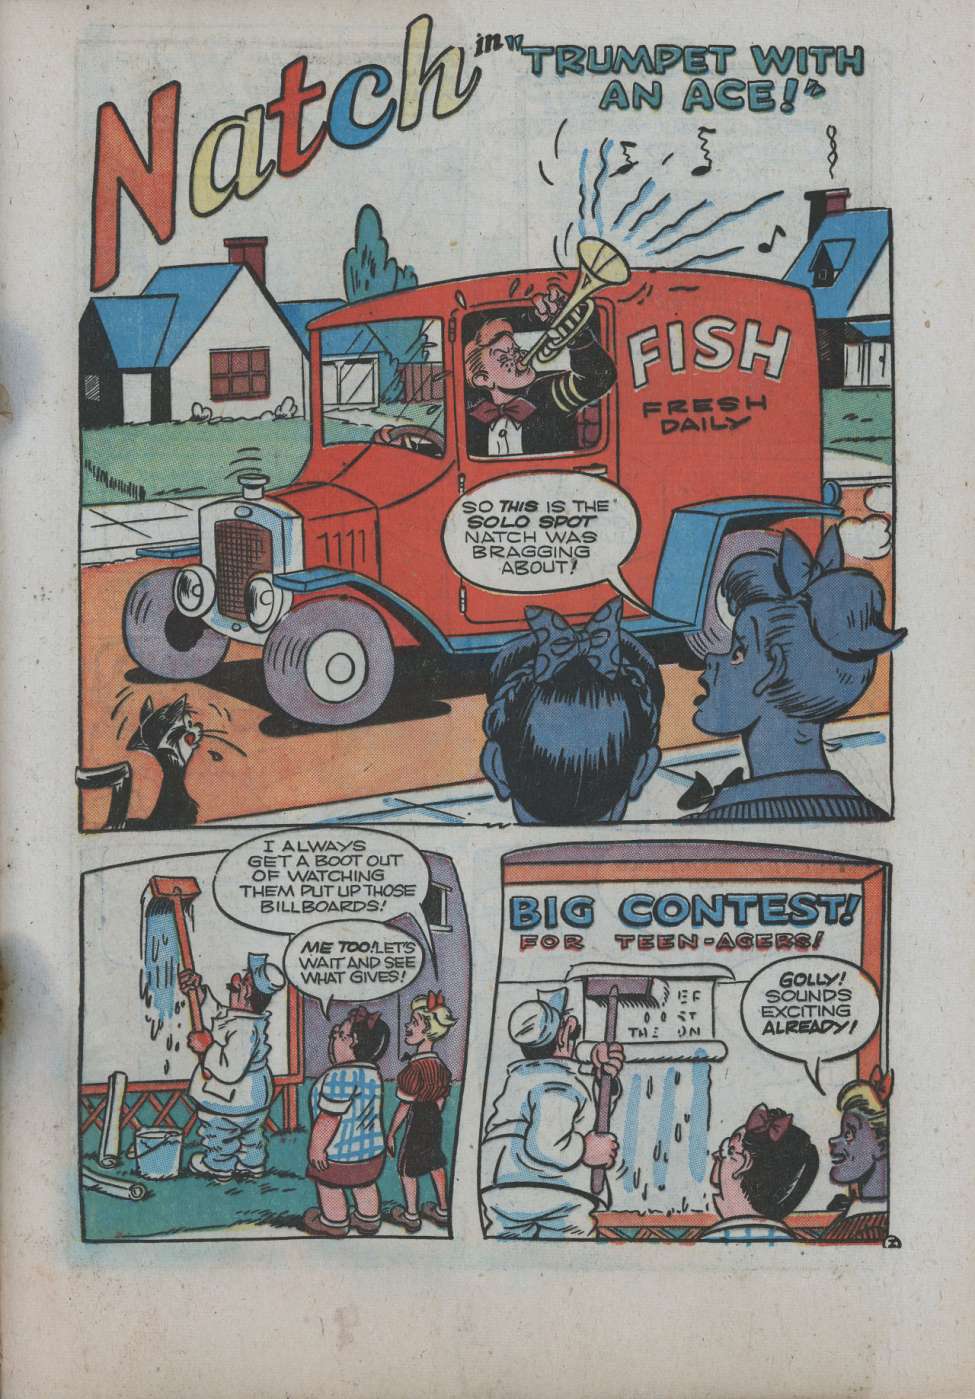 Natch in "TRUMPET WITH
AN ACE!"
FISH
FRESH
DAILY
SO THIS IS THE
SOLO SPOT
NATCH WAS
BRAGGING
ABOUT!
I ALWAYS
GET A BOOT OUT
OF WATCHING
THEM PUT UP THOSE
BILLBOARDS!
ME TOO! LET'S
WAIT AND SEE
WHAT GIVES!
BIG CONTEST!
FOR TEEN-AGERS!
GOLLY!
SOUNDS
EXCITING
ALREADY!